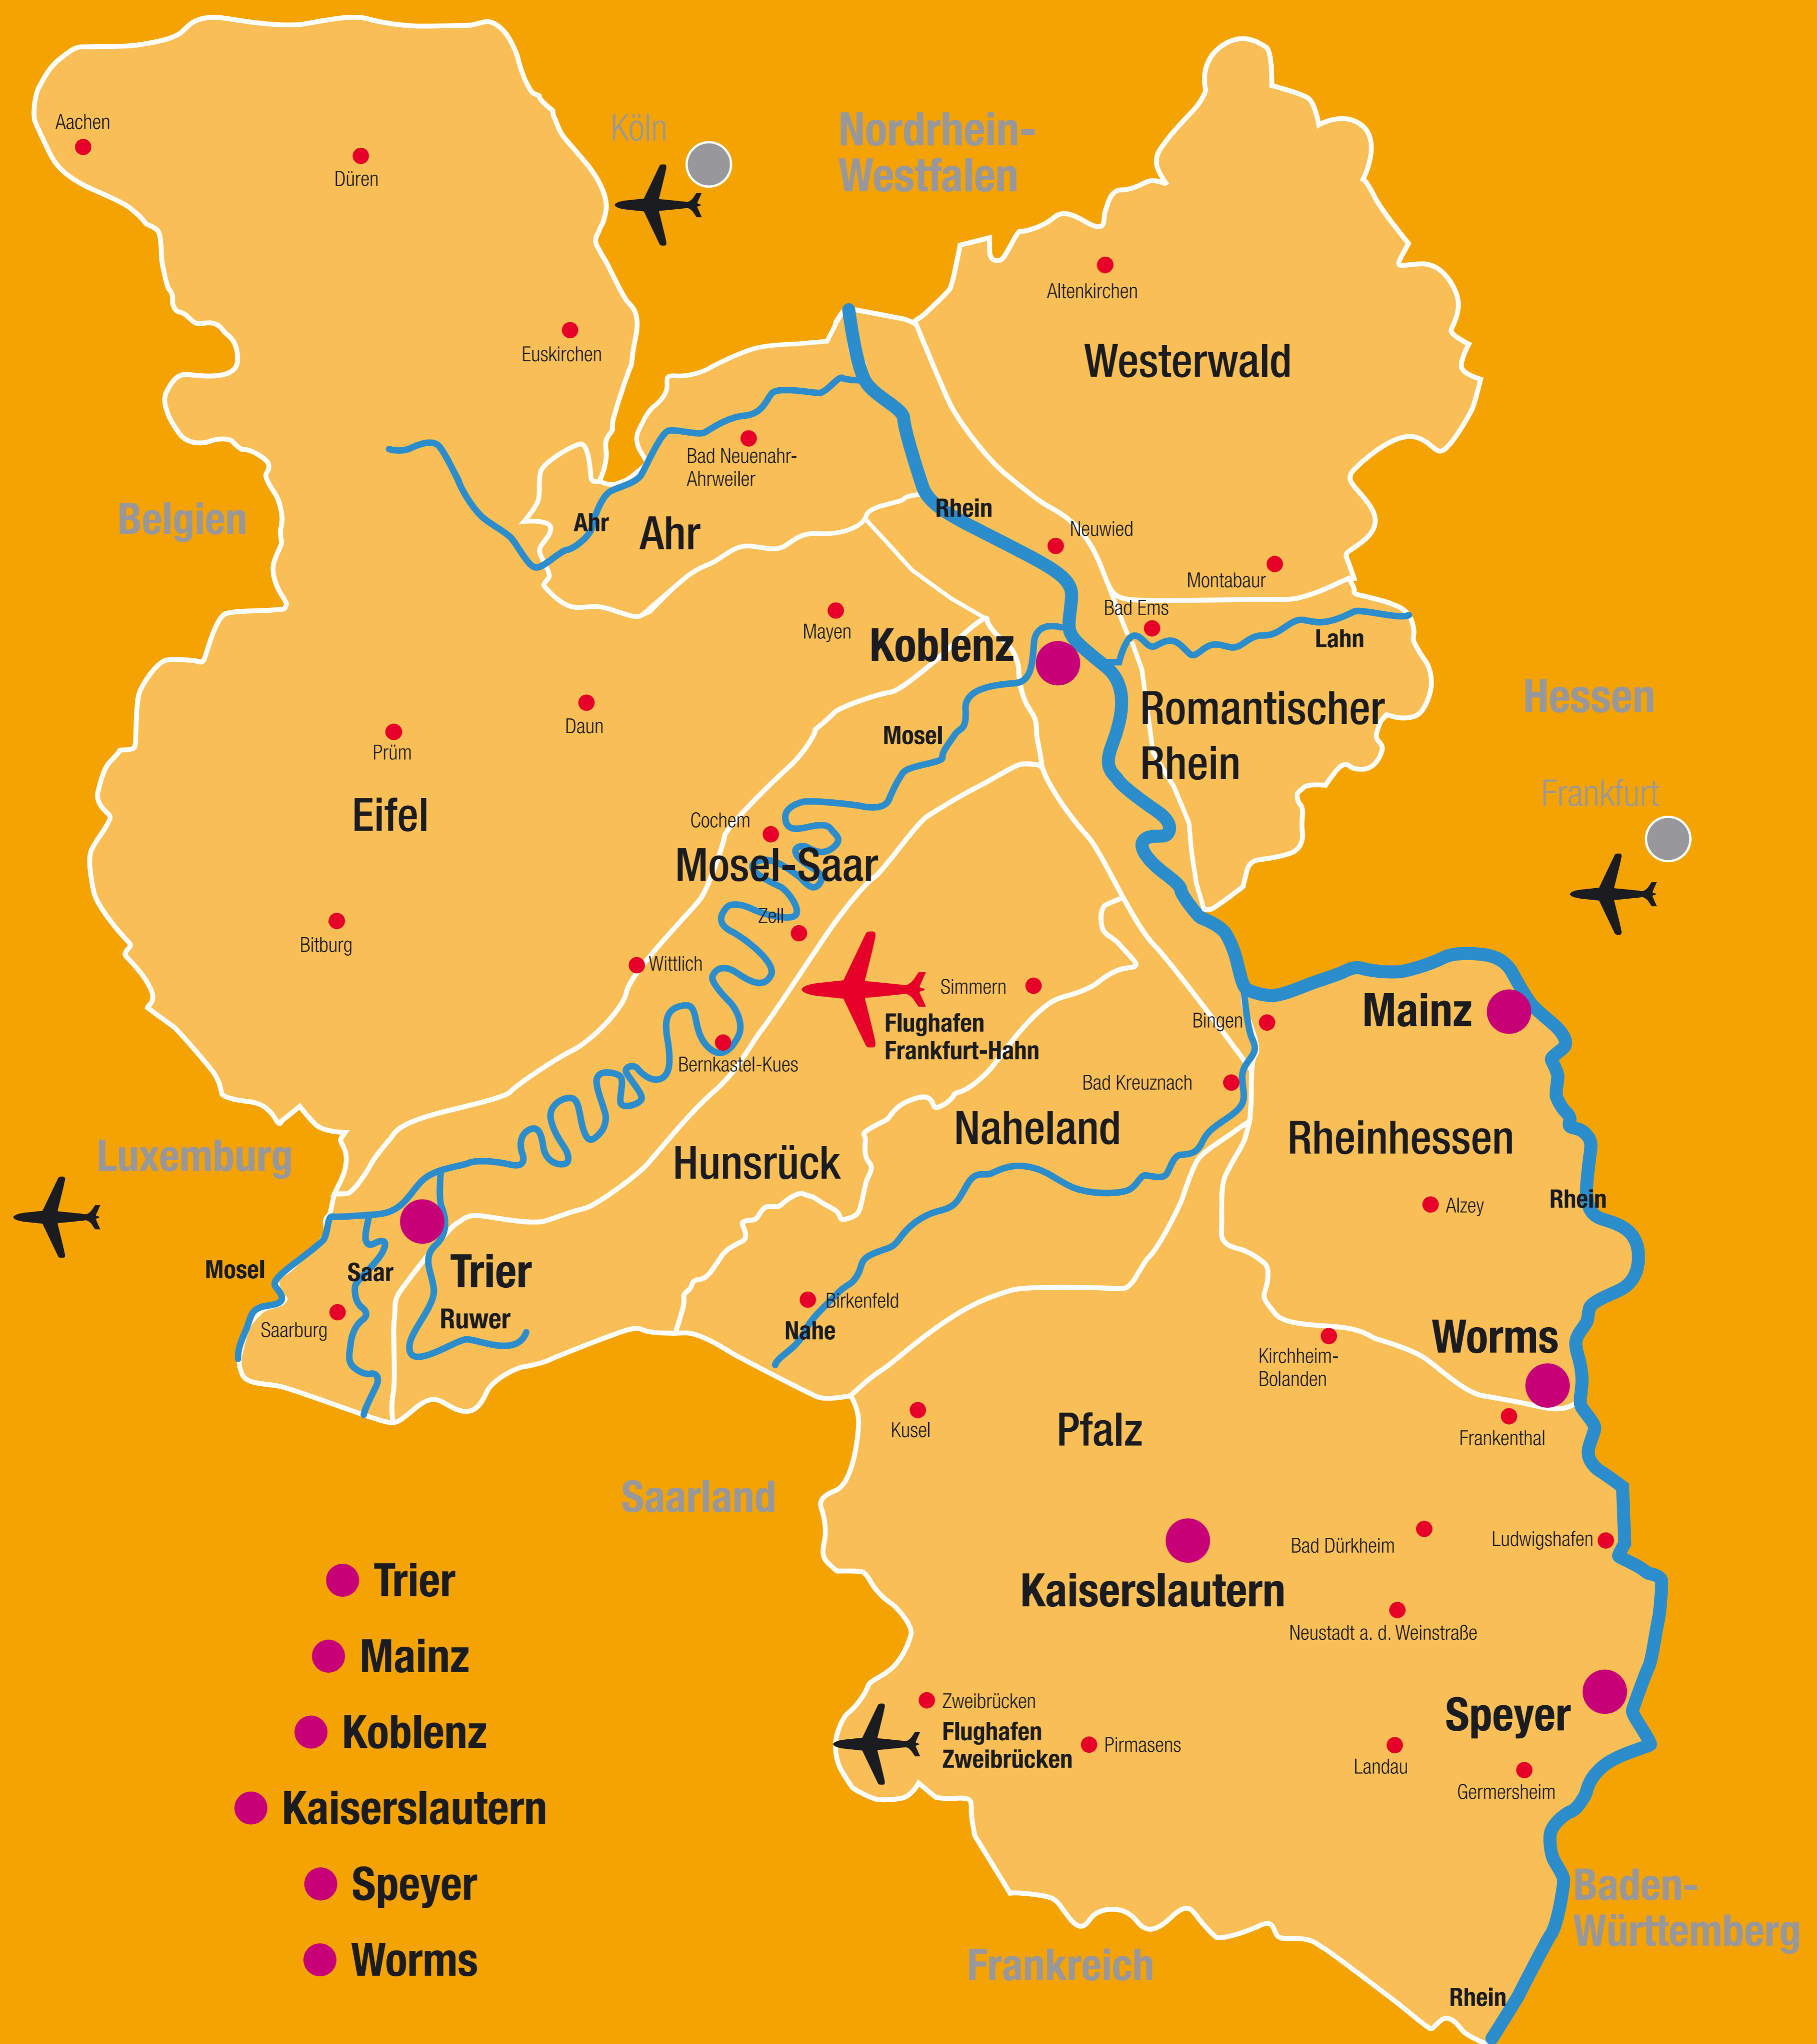 Aachen
Düren
Köln
Nordrhein-
Westfalen
Altenkirchen
Euskirchen
Westerwald
Bad Neuenahr-
Ahrweiler
Belgien
Rhein
Ahr
Ahr
Neuwied
Montabaur
Bad Ems
Mayen
Koblenz
Lahn
Hessen
Romantischer
Rhein
Daun
Prüm
Mosel
Frankfurt
Eifel
Cochem
Mosel-Saar
Zell
Bitburg
Wittlich
Simmern
Flughafen
Frankfurt-Hahn
Bingen
Mainz
Bernkastel-Kues
Bad Kreuznach
Naheland
Rheinhessen
Luxemburg
Hunsrück
Alzey
Rhein
Mosel
Saar
Trier
Ruwer
Saarburg
Birkenfeld
Nahe
Worms
Kirchheim-
Bolanden
Kusel
Pfalz
Frankenthal
Saarland
Bad Dürkheim
Ludwigshafen
Kaiserslautern
Neustadt a. d. Weinstraße
Zweibrücken
Flughafen
Zweibrücken
Pirmasens
Speyer
Landau
Germersheim
Baden-
Württemberg
Frankreich
Rhein
Trier
Mainz
Koblenz
Kaiserslautern
Speyer
Worms